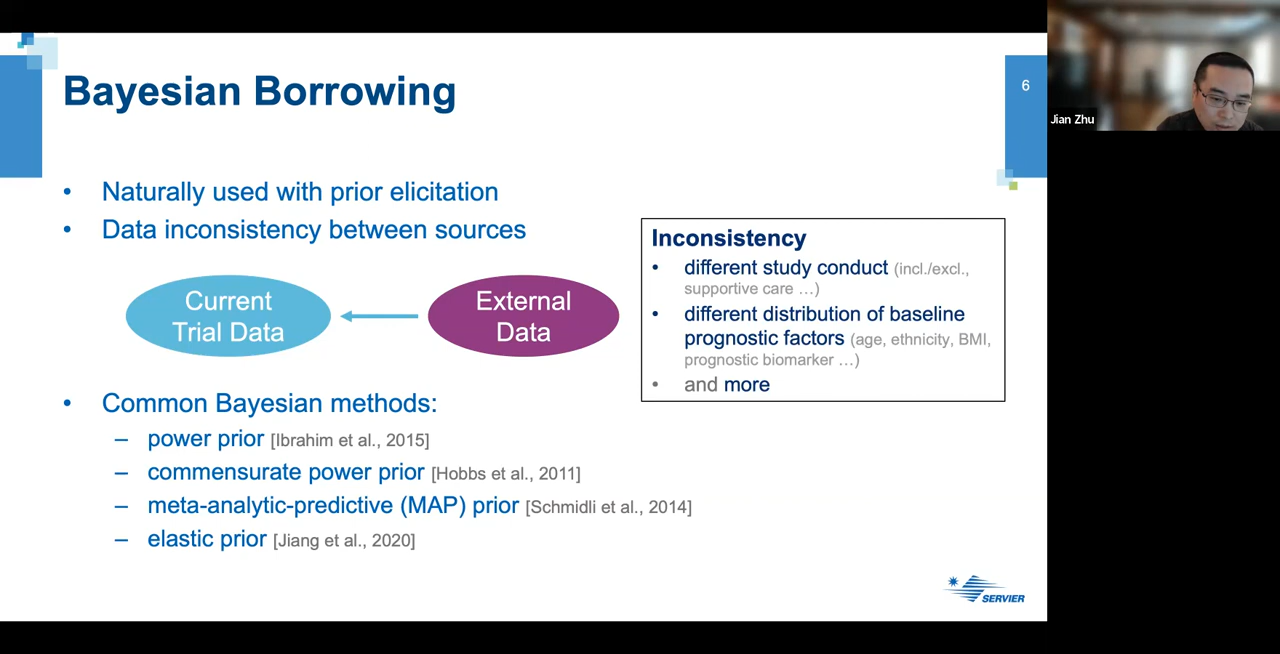 Bayesian Borrowing
6
Jian Zhu
• Naturally used with prior elicitation
• Data inconsistency between sources
Current
Trial Data
External
Data
Inconsistency
• different study conduct (incl./excl.,
supportive care …)
• different distribution of baseline
prognostic factors (age, ethnicity, BMI,
prognostic biomarker …)
• and more
• Common Bayesian methods:
– power prior [Ibrahim et al., 2015]
– commensurate power prior [Hobbs et al., 2011]
– meta-analytic-predictive (MAP) prior [Schmidli et al., 2014]
– elastic prior [Jiang et al., 2020]
SERVIER